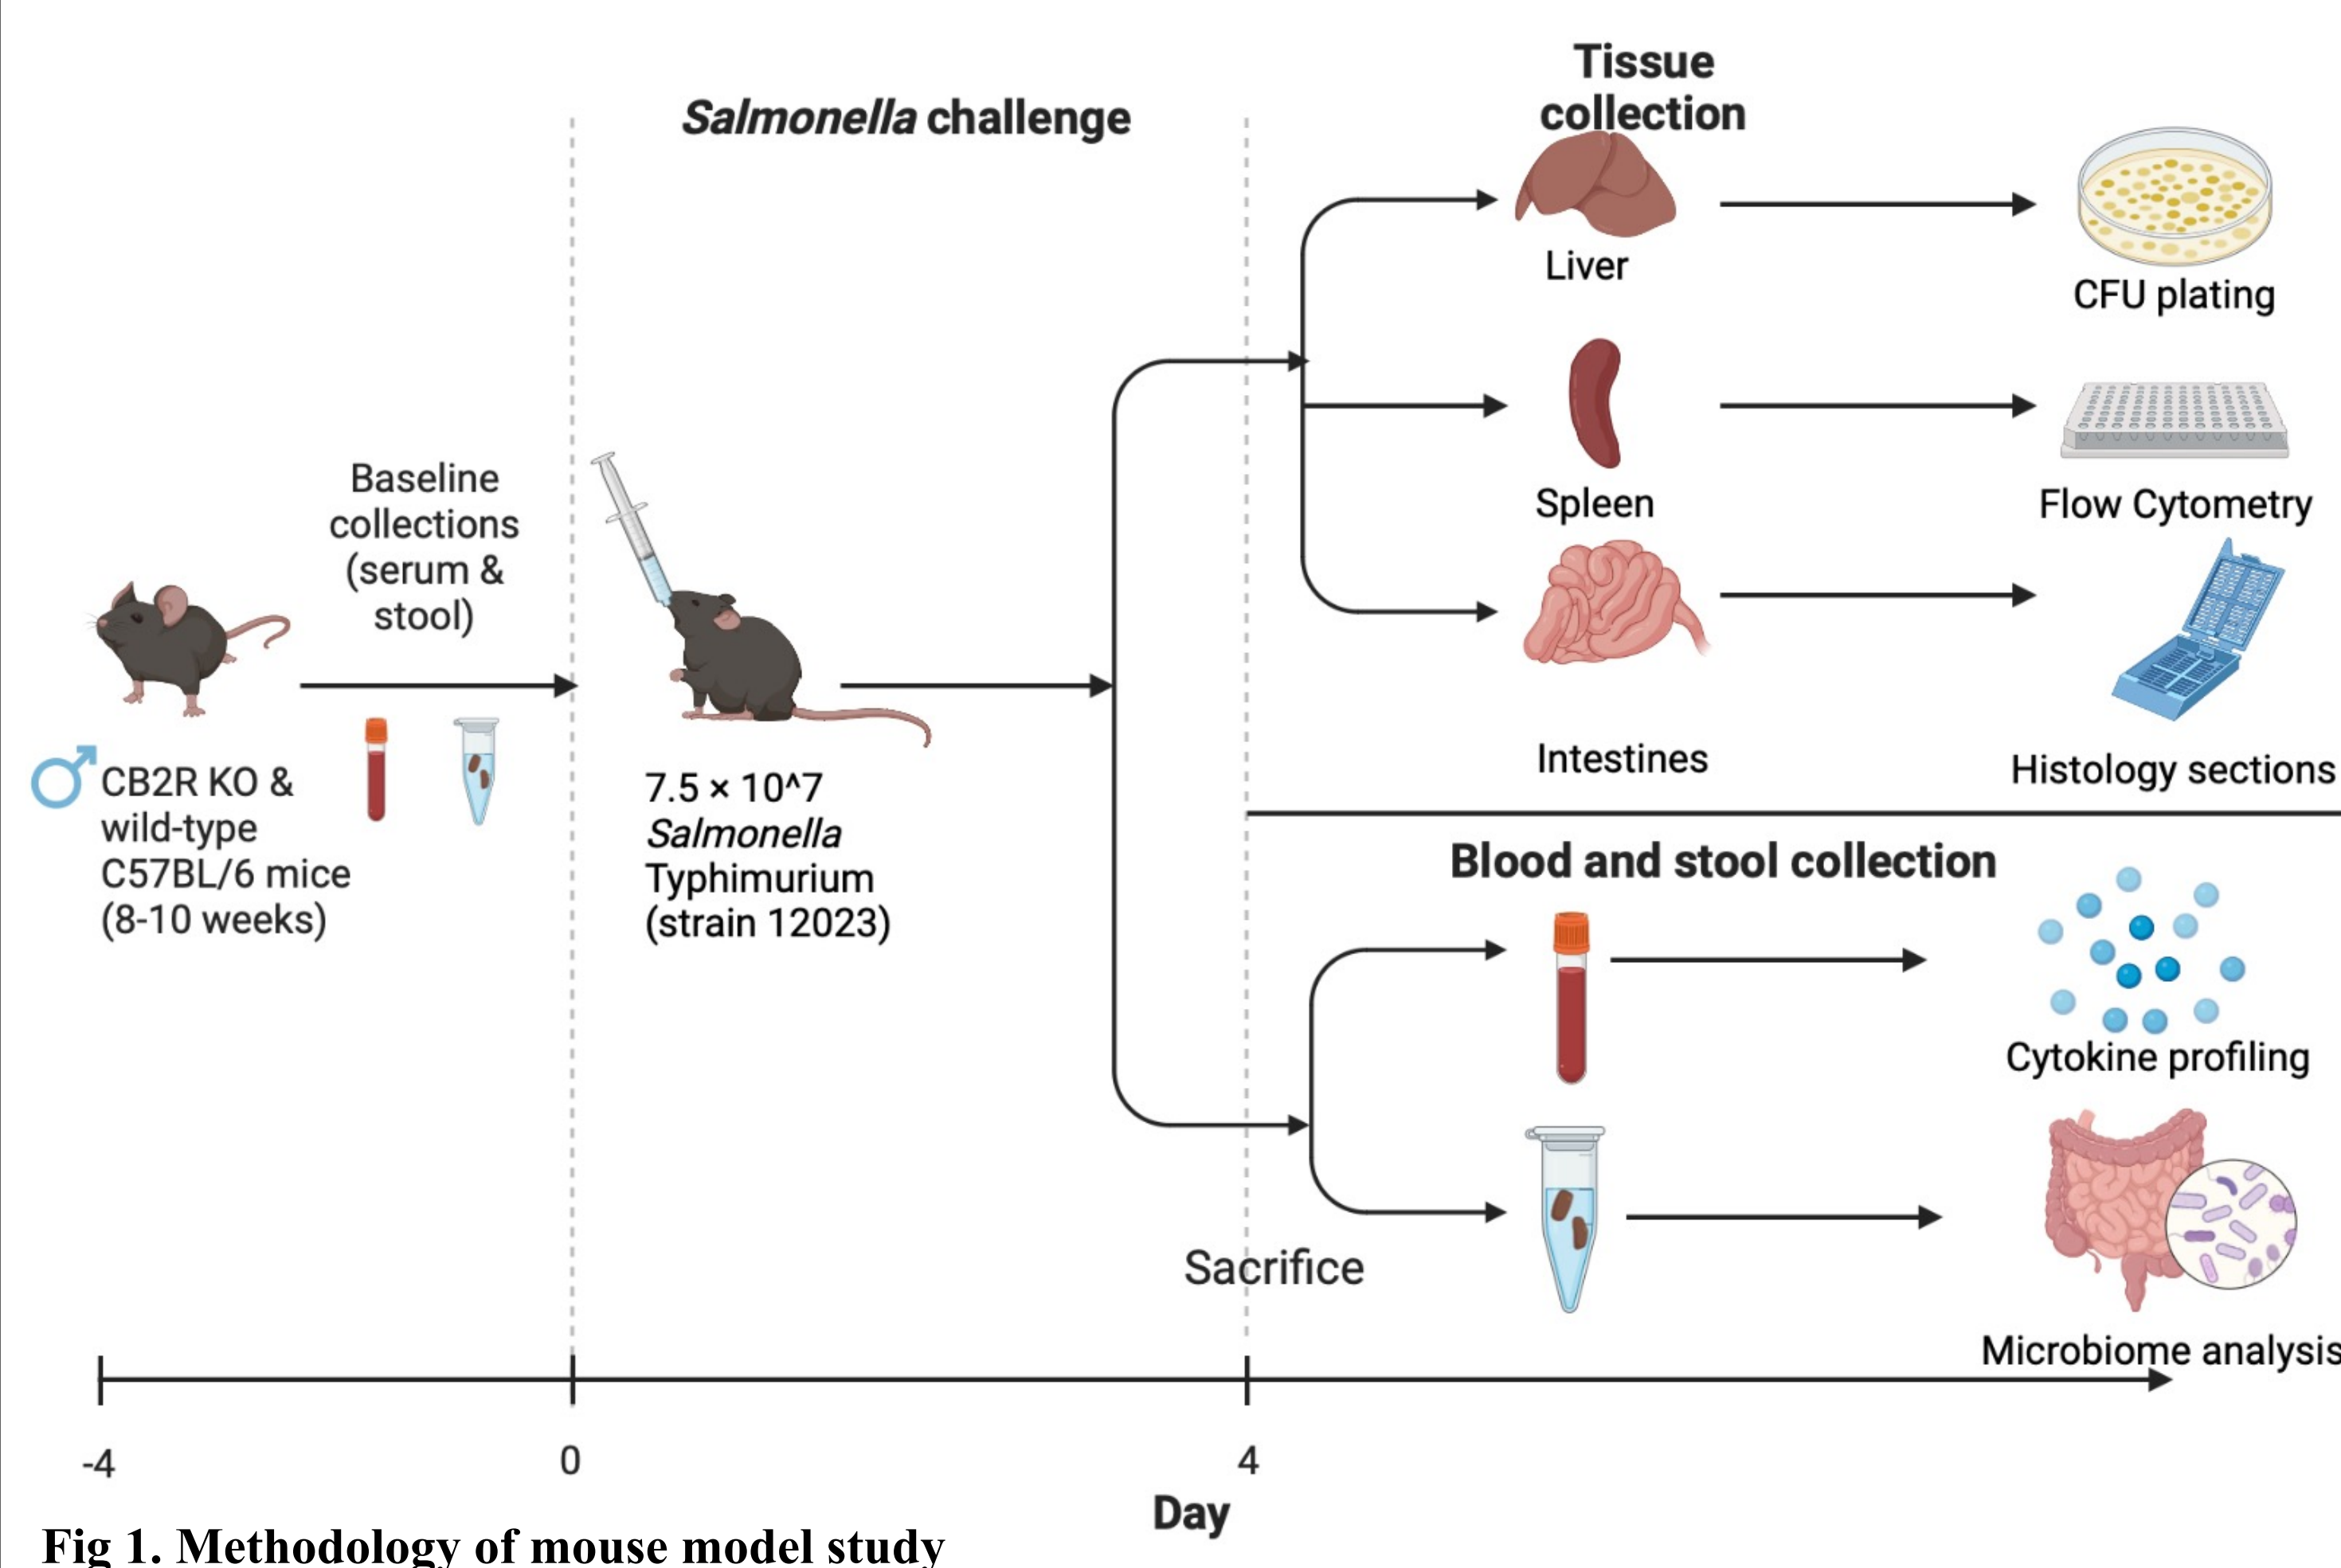 Salmonella challenge
Tissue
collection
Liver
CFU plating
Spleen
Flow Cytometry
Intestines
Histology sections
Baseline
collections
(serum &
stool)
CB2R KO &
wild-type
C57BL/6 mice
(8-10 weeks)
7.5 × 10^7
Salmonella
Typhimurium
(strain 12023)
Blood and stool collection
Cytokine profiling
Sacrifice
Microbiome analysis
-4
0
4
Day
Fig 1. Methodology of mouse model study